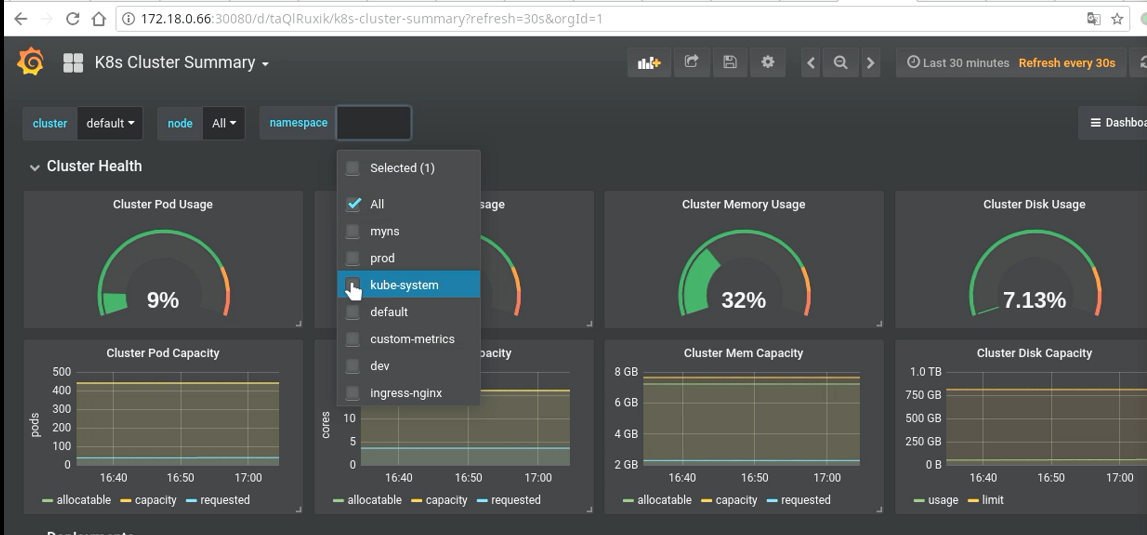 172.18.0.66:30080/d/taQlRuxik/k8s-cluster-summary?refresh=30s&orgId=1
K8s Cluster Summary
Last 30 minutes Refresh every 30s
cluster default node All namespace
Selected (1)
All
myns
prod
kube-system
default
custom-metrics
dev
ingress-nginx
Cluster Health
Cluster Pod Usage
9%
Cluster Memory Usage
32%
Cluster Disk Usage
7.13%
Cluster Pod Capacity
pods
500
400
300
200
100
0
16:40 16:50 17:00
allocatable capacity requested
cores
10
5
0
16:40 16:50 17:00
allocatable capacity requested
Cluster Mem Capacity
8 GB
6 GB
4 GB
2 GB
16:40 16:50 17:00
allocatable capacity requested
Cluster Disk Capacity
1.0 TB
750 GB
500 GB
250 GB
0 B
16:40 16:50 17:00
usage limit